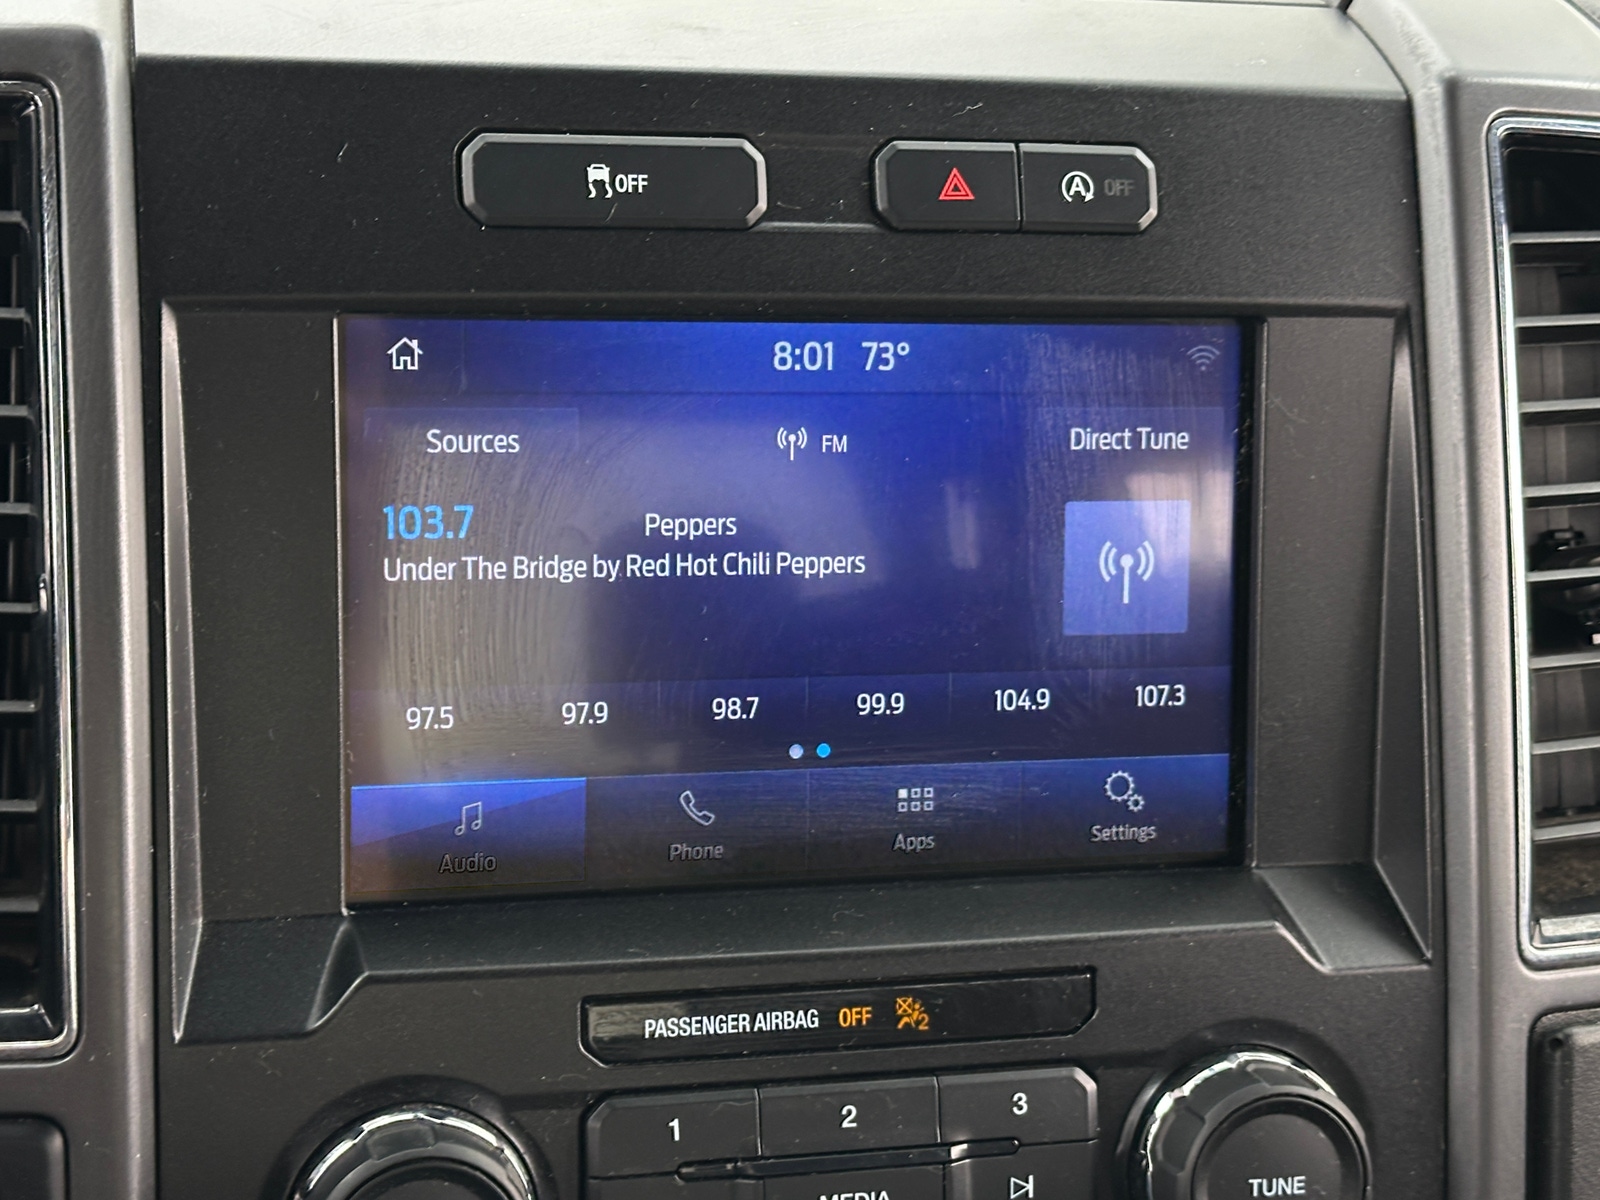 OFF
A OFF
8:01 73°
Sources FM Direct Tune
103.7 Peppers
Under The Bridge by Red Hot Chili Peppers
97.5 97.9 98.7 99.9 104.9 107.3
Audio Phone Apps Settings
PASSENGER AIRBAG OFF 2
1 2 3
MEDIA
TUNE